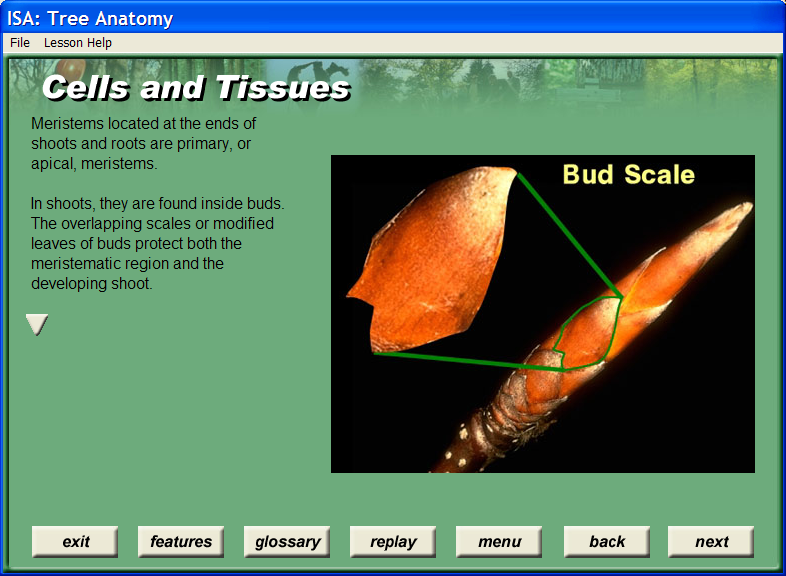 ISA: Tree Anatomy
File Lesson Help
Cells and Tissues
Meristems located at the ends of
shoots and roots are primary, or
apical, meristems.
In shoots, they are found inside buds.
The overlapping scales or modified
leaves of buds protect both the
meristematic region and the
developing shoot.
Bud Scale
exit features glossary replay menu back next